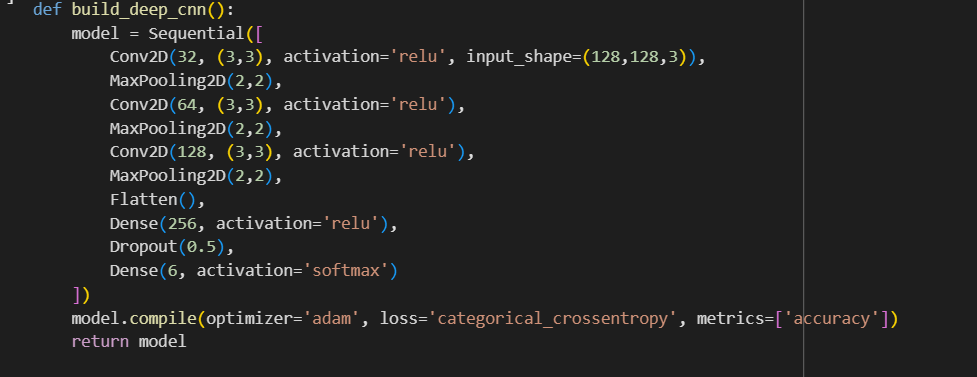 def build_deep_cnn():
    model = Sequential([
        Conv2D(32, (3,3), activation='relu', input_shape=(128,128,3)),
        MaxPooling2D(2,2),
        Conv2D(64, (3,3), activation='relu'),
        MaxPooling2D(2,2),
        Conv2D(128, (3,3), activation='relu'),
        MaxPooling2D(2,2),
        Flatten(),
        Dense(256, activation='relu'),
        Dropout(0.5),
        Dense(6, activation='softmax')
    ])
    model.compile(optimizer='adam', loss='categorical_crossentropy', metrics=['accuracy'])
    return model